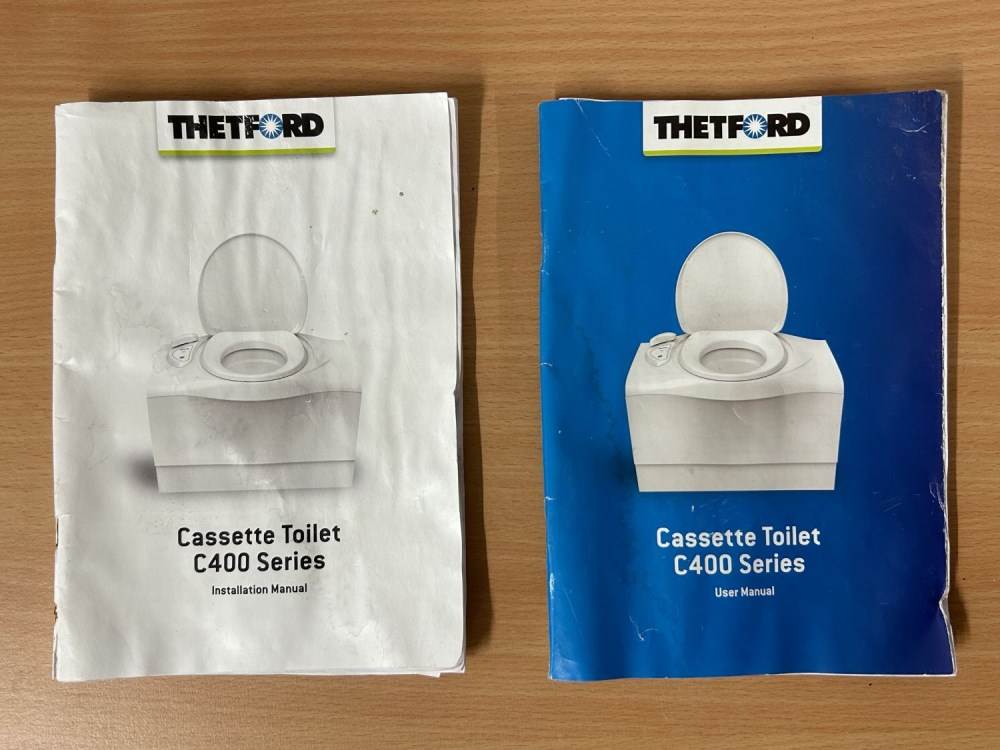 THETFORD
Cassette Toilet
C400 Series
Installation Manual
THETFORD
Cassette Toilet
C400 Series
User Manual